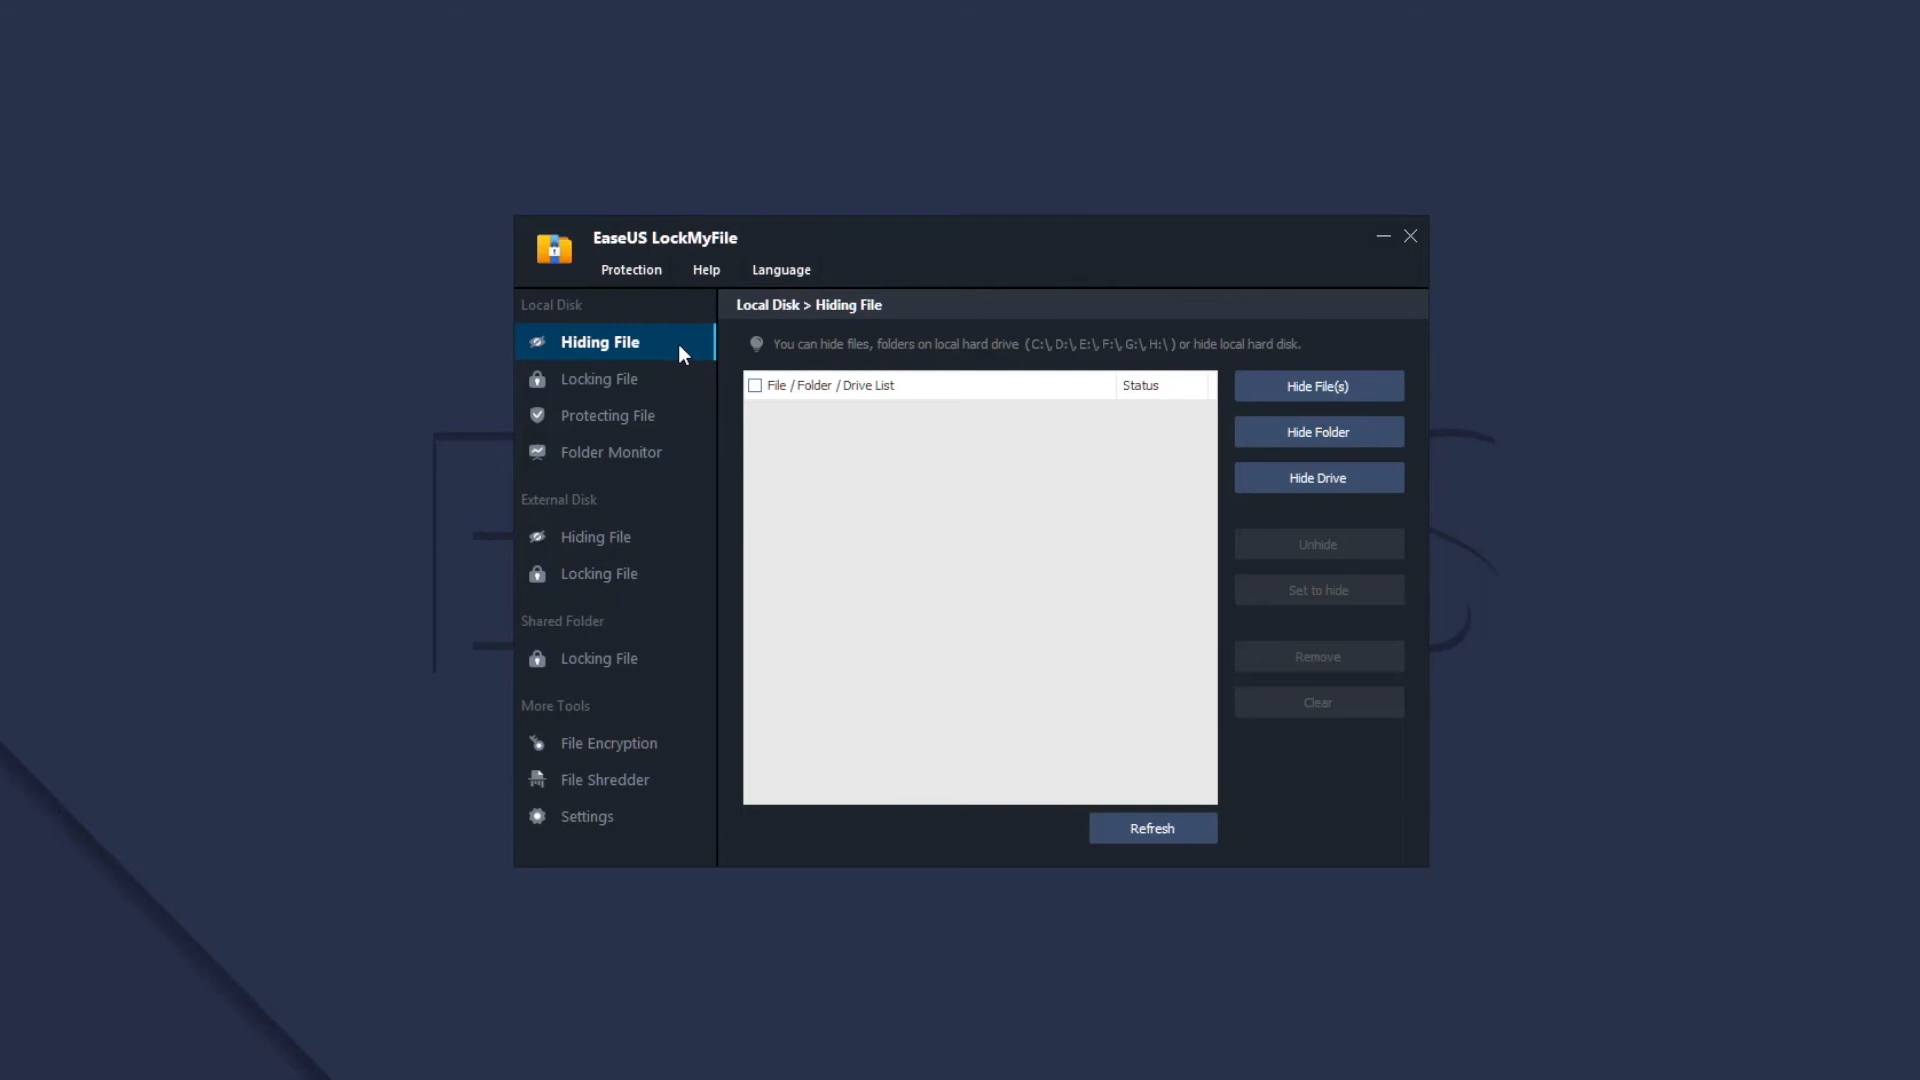 EaseUS LockMyFile
Protection Help Language
Local Disk
Hiding File
Locking File
Protecting File
Folder Monitor
External Disk
Hiding File
Locking File
Shared Folder
Locking File
More Tools
File Encryption
File Shredder
Settings
Local Disk > Hiding File
You can hide files, folders on local hard drive (C:\, D:\, E:\, F:\, G:\, H:\ ) or hide local hard disk.
File / Folder / Drive List Status
Hide File(s)
Hide Folder
Hide Drive
Unhide
Set to hide
Remove
Clear
Refresh